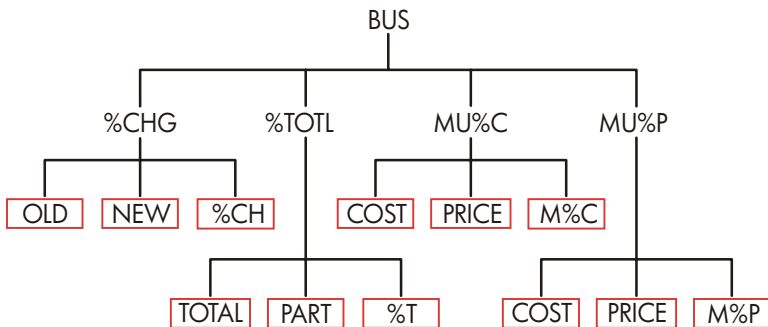 BUS
%CHG %TOTL MU%C MU%P
OLD NEW %CH COST PRICE M%C
TOTAL PART %T COST PRICE M%P